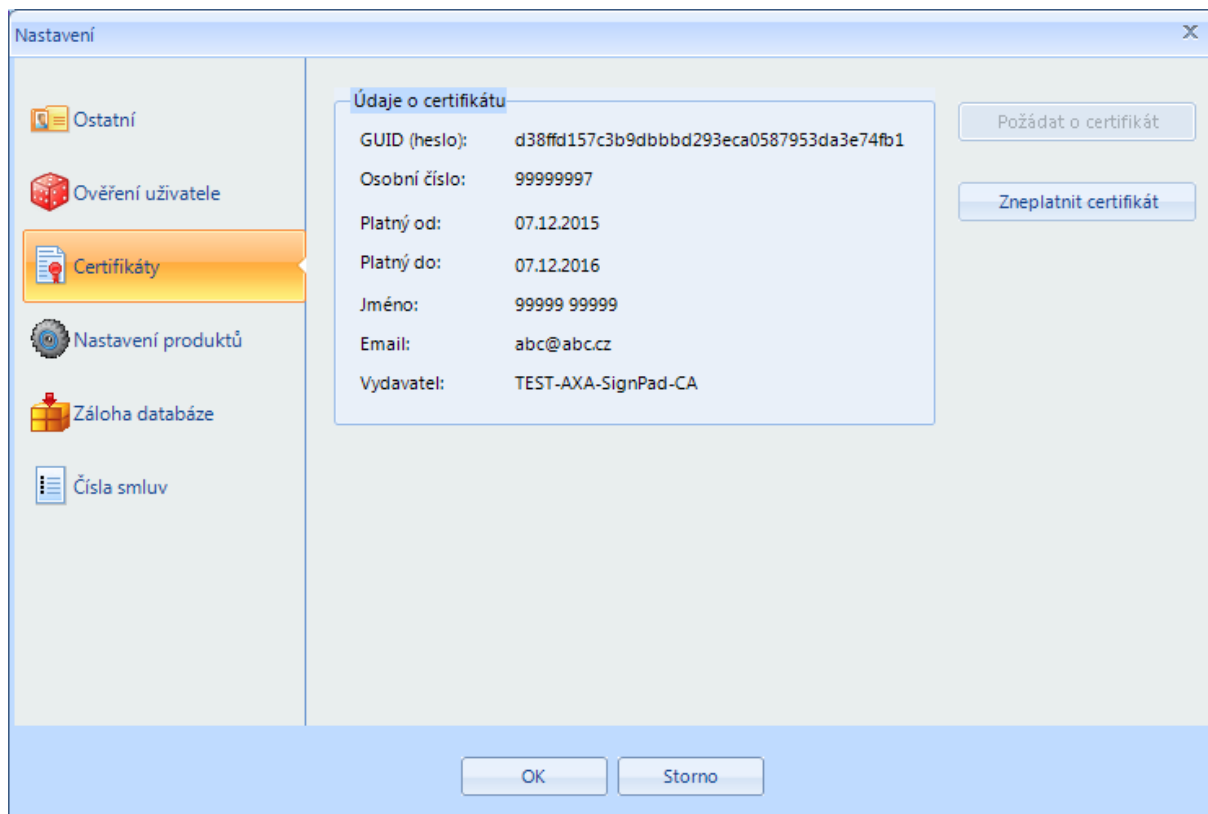 Nastavení
Ostatní
Ověření uživatele
Certifikáty
Nastavení produktů
Záloha databáze
Čísla smluv
Údaje o certifikátu
GUID (heslo): d38ffd157c3b9dbbbd293eca0587953da3e74fb1
Osobní číslo: 99999997
Platný od: 07.12.2015
Platný do: 07.12.2016
Jméno: 99999 99999
Email: abc@abc.cz
Vydavatel: TEST-AXA-SignPad-CA
Požádat o certifikát
Zneplatnit certifikát
OK
Storno